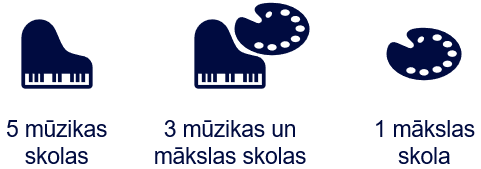 5 mūzikas
skolas
3 mūzikas un
mākslas skolas
1 mākslas
skola